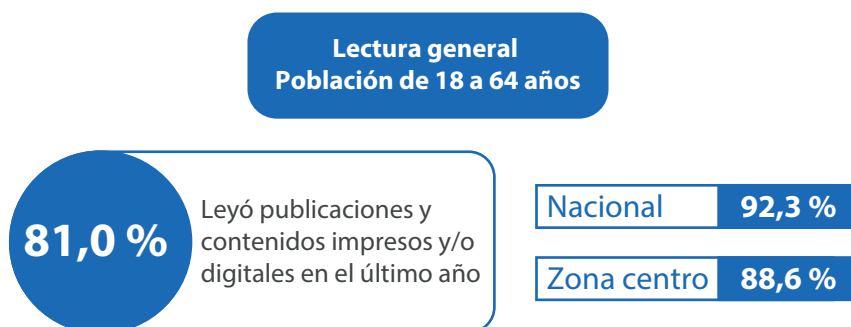 Lectura general
Población de 18 a 64 años
81,0 %
Leyó publicaciones y
contenidos impresos y/o
digitales en el último año
Nacional 92,3 %
Zona centro 88,6 %